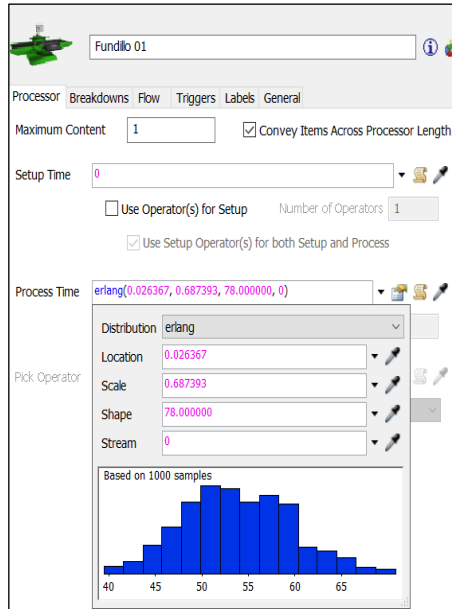 Fundillo 01
Processor Breakdowns Flow Triggers Labels General
Maximum Content 1 Convey Items Across Processor Length
Setup Time 0
Use Operator(s) for Setup Number of Operators 1
Use Setup Operator(s) for both Setup and Process
Process Time erlang(0.026367, 0.687393, 78.000000, 0)
Distribution erlang
Location 0.026367
Pick Operator
Scale 0.687393
Shape 78.000000
Stream 0
Based on 1000 samples
40 45 50 55 60 65